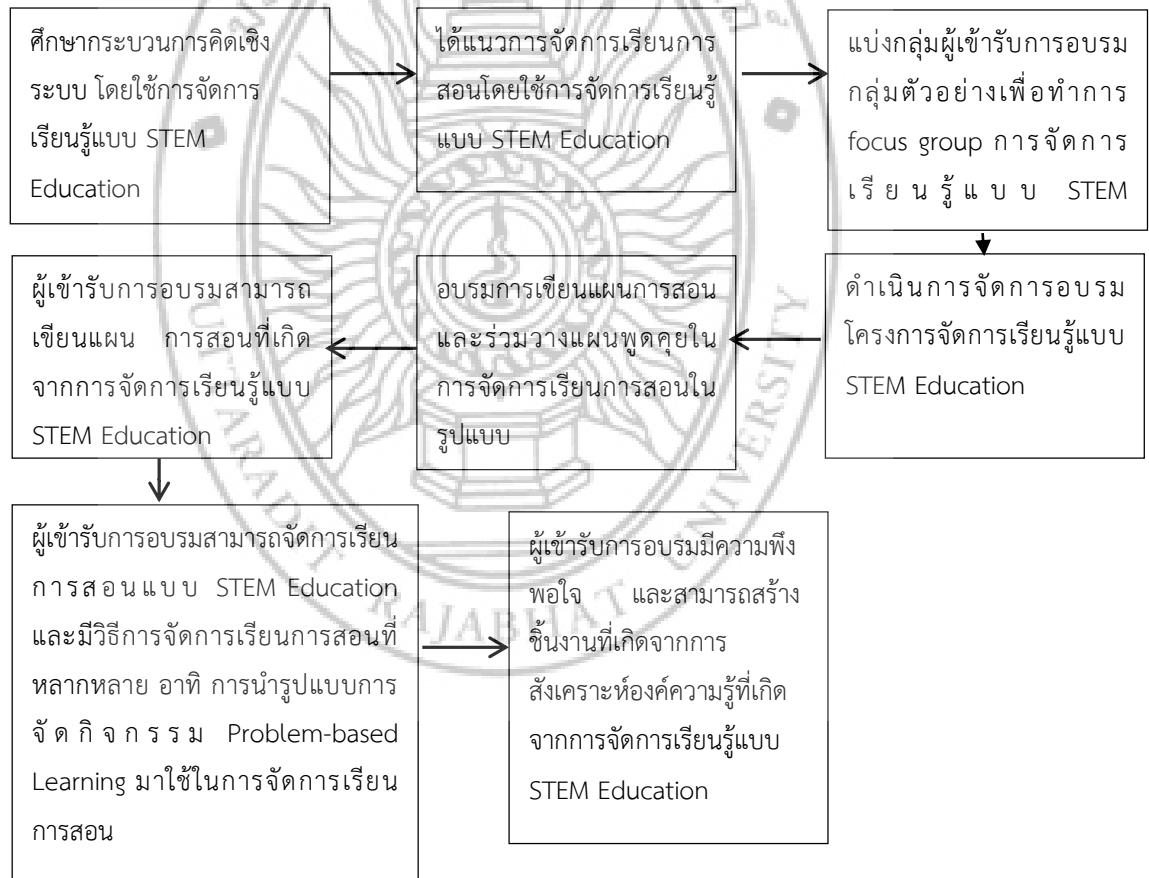 ศึกษากระบวนการคิดเชิง
ระบบ โดยใช้การจัดการ
เรียนรู้แบบ STEM
Education
ได้แนวการจัดการเรียนการ
สอนโดยใช้การจัดการเรียนรู้
แบบ STEM Education
แบ่งกลุ่มผู้เข้ารับการอบรม
กลุ่มตัวอย่างเพื่อทำการ
focus group การจัดการ
เรียนรู้แบบ STEM
ดำเนินการจัดการอบรม
โครงการจัดการเรียนรู้แบบ
STEM Education
อบรมการเขียนแผนการสอน
และร่วมวางแผนพูดคุยใน
การจัดการเรียนการสอนใน
รูปแบบ
ผู้เข้ารับการอบรมสามารถ
เขียนแผน การสอนที่เกิด
จากการจัดการเรียนรู้แบบ
STEM Education
ผู้เข้ารับการอบรมสามารถจัดการเรียน
การสอนแบบ STEM Education
และมีวิธีการจัดการเรียนการสอนที่
หลากหลาย อาทิ การนำรูปแบบการ
จัดกิจกรรม Problem-based
Learning มาใช้ในการจัดการเรียน
การสอน
ผู้เข้ารับการอบรมมีความพึง
พอใจ และสามารถสร้าง
ชิ้นงานที่เกิดจากการ
สังเคราะห์องค์ความรู้ที่เกิด
จากการจัดการเรียนรู้แบบ
STEM Education
RAJABHAT UNIVERSITY